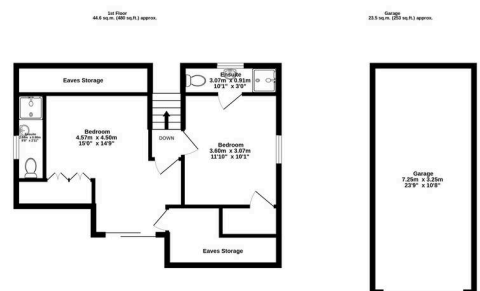 1st Floor
44.6 sq.m. (480 sq.ft.) approx.
Garage
23.5 sq.m. (253 sq.ft.) approx.
Eaves Storage
Ensuite
3.07m x 0.91m
10'1" x 3'0"
Bedroom
4.57m x 4.50m
15'0" x 14'9"
DOWN
Bedroom
3.60m x 3.07m
11'10" x 10'1"
Garage
7.25m x 3.25m
23'9" x 10'8"
Eaves Storage